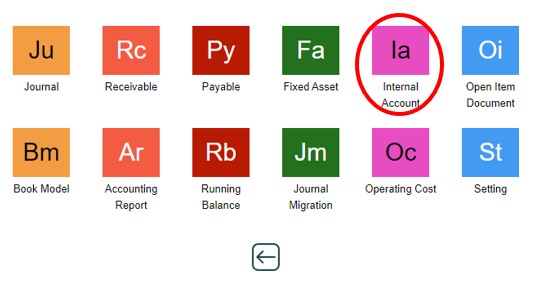 Ju Rc Py Fa Ia Oi
Journal Receivable Payable Fixed Asset Internal Open Item
Account Document
Bm Ar Rb Jm Oc St
Book Model Accounting Running Journal Operating Cost Setting
Report Balance Migration